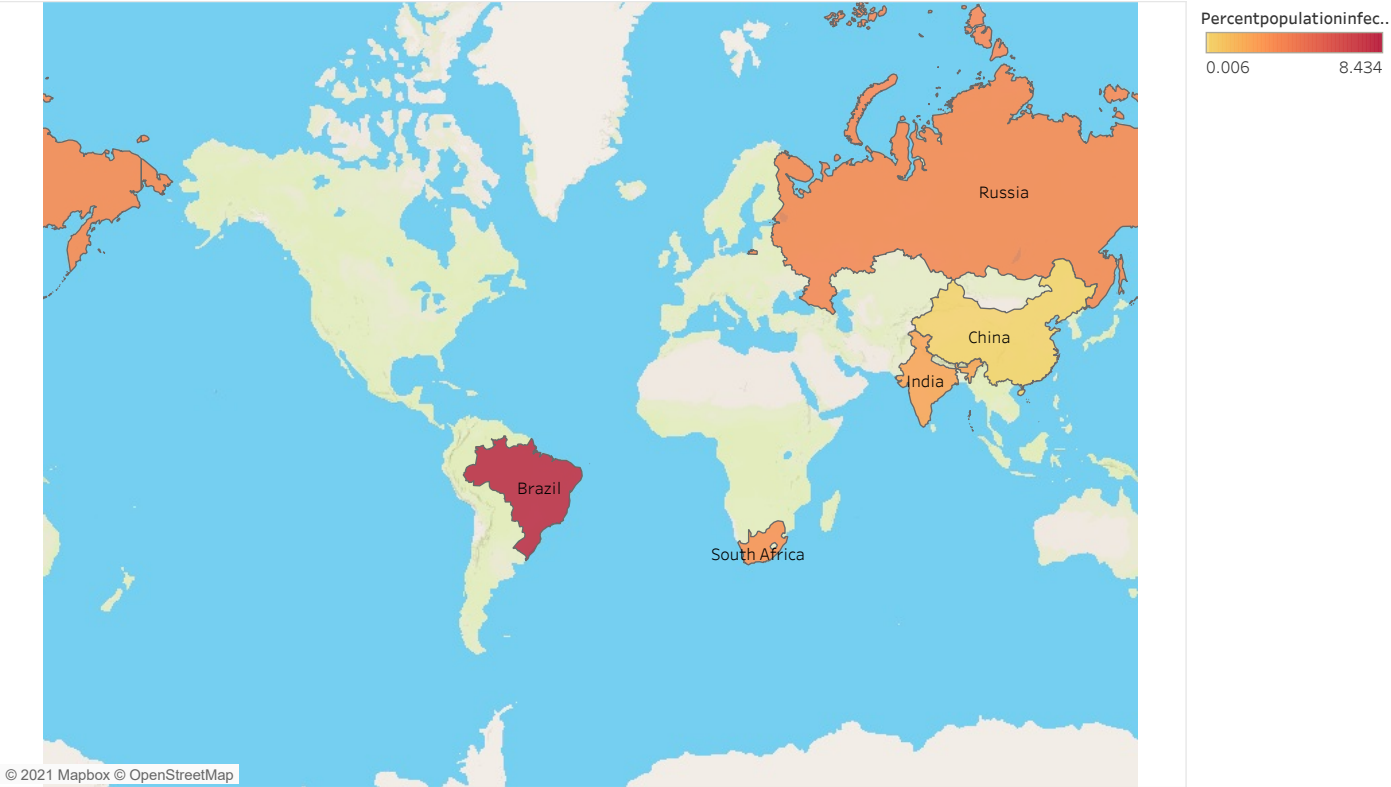 Percentpopulationinfec..
0.006 8.434
Russia
China
India
Brazil
South Africa
© 2021 Mapbox © OpenStreetMap